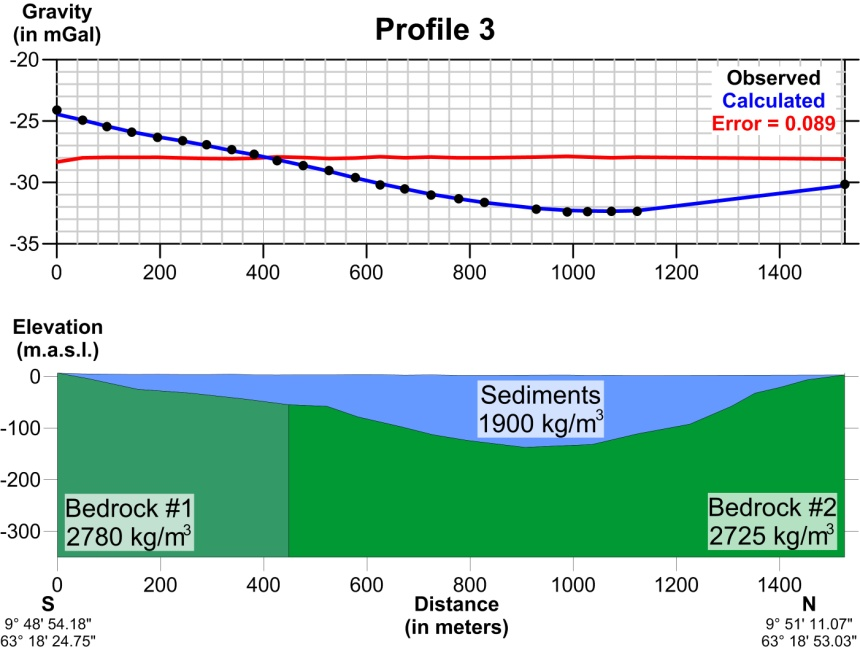 Gravity
(in mGal)
Profile 3
-20
Observed
Calculated
Error = 0.089
-25
-30
-35
0 200 400 600 800 1000 1200 1400
Elevation
(m.a.s.l.)
0
Sediments
1900 kg/m³
-100
-200
Bedrock #1
2780 kg/m³
Bedrock #2
2725 kg/m³
-300
0 200 400 600 800 1000 1200 1400
S Distance N
(in meters)
9° 48' 54.18"
63° 18' 24.75"
9° 51' 11.07"
63° 18' 53.03"